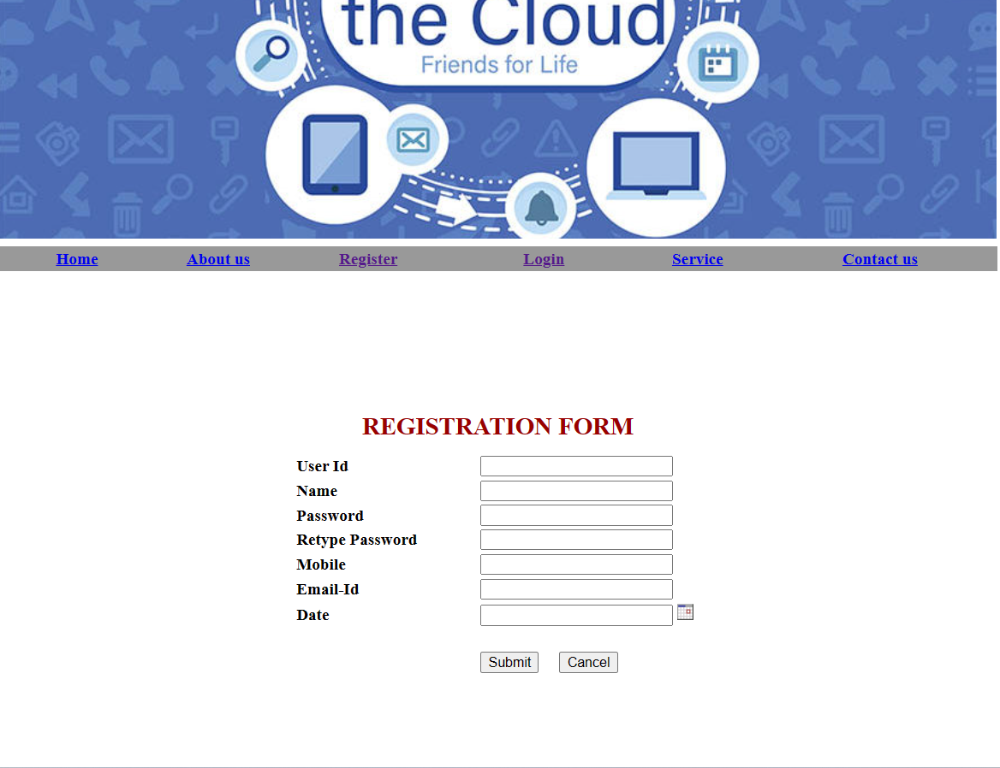 the Cloud
Friends for Life
Home About us Register Login Service Contact us
REGISTRATION FORM
User Id
Name
Password
Retype Password
Mobile
Email-Id
Date
Submit Cancel